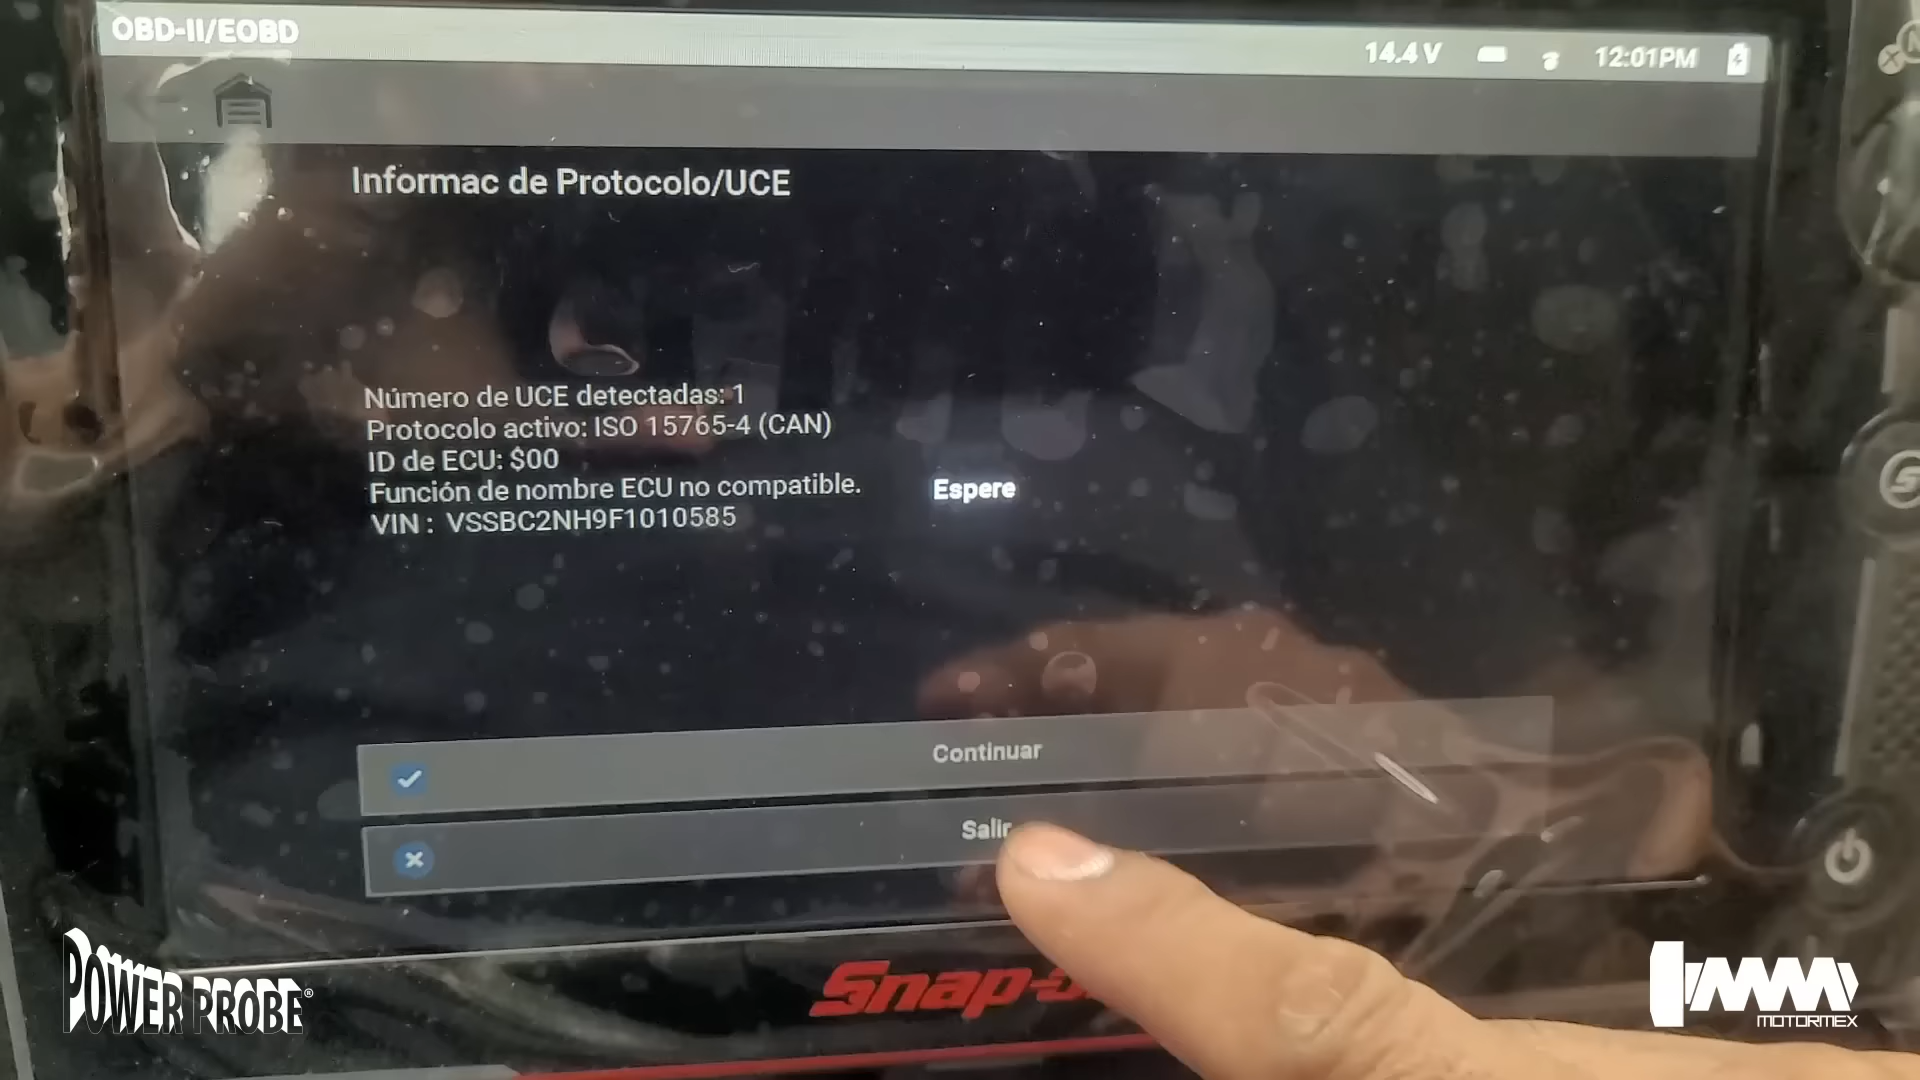 OBD-II/EOBD
14.4 V
12:01PM
Informac de Protocolo/UCE
Número de UCE detectadas: 1
Protocolo activo: ISO 15765-4 (CAN)
ID de ECU: $00
Función de nombre ECU no compatible.
Espere
VIN : VSSBC2NH9F1010585
Continuar
Salir
Snap-o
POWER PROBE®
MOTORMEX